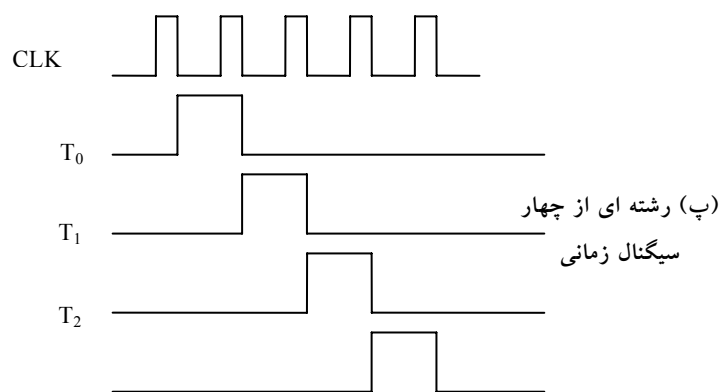 CLK
T₀
T₁
(پ) رشته ای از چهار
سیگنال زمانی
T₂